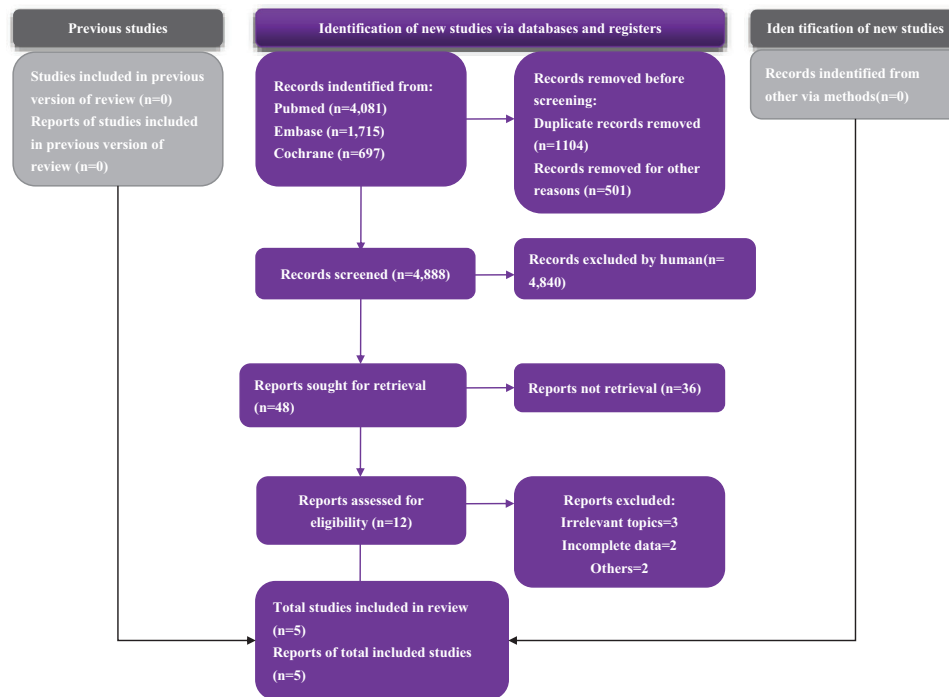 Previous studies
Identification of new studies via databases and registers
Iden tification of new studies
Studies included in previous
version of review (n=0)
Reports of studies included
in previous version of
review (n=0)
Records indentified from:
Pubmed (n=4,081)
Embase (n=1,715)
Cochrane (n=697)
Records removed before
screening:
Duplicate records removed
(n=1104)
Records removed for other
reasons (n=501)
Records indentified from
other via methods(n=0)
Records screened (n=4,888)
Records excluded by human(n=
4,840)
Reports sought for retrieval
(n=48)
Reports not retrieval (n=36)
Reports assessed for
eligibility (n=12)
Reports excluded:
Irrelevant topics=3
Incomplete data=2
Others=2
Total studies included in review
(n=5)
Reports of total included studies
(n=5)